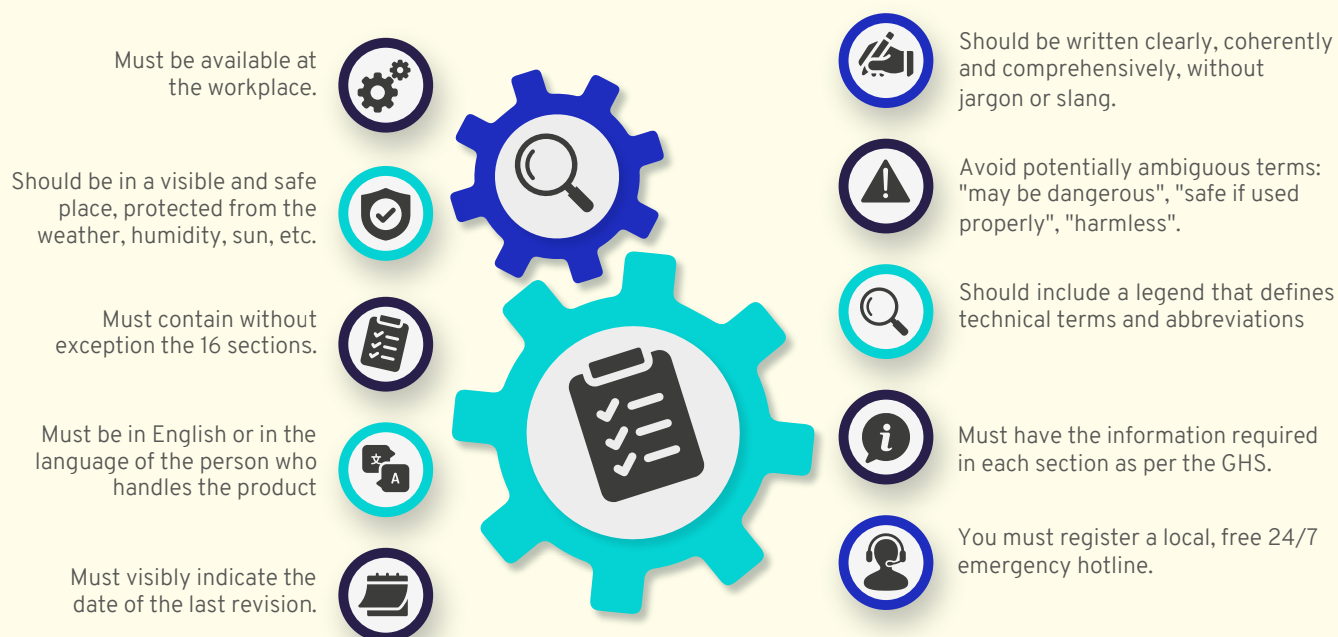 Must be available at
the workplace.
Should be in a visible and safe
place, protected from the
weather, humidity, sun, etc.
Must contain without
exception the 16 sections.
Must be in English or in the
language of the person who
handles the product
Must visibly indicate the
date of the last revision.
Should be written clearly, coherently
and comprehensively, without
jargon or slang.
Avoid potentially ambiguous terms:
"may be dangerous", "safe if used
properly", "harmless".
Should include a legend that defines
technical terms and abbreviations
Must have the information required
in each section as per the GHS.
You must register a local, free 24/7
emergency hotline.
文
A
i